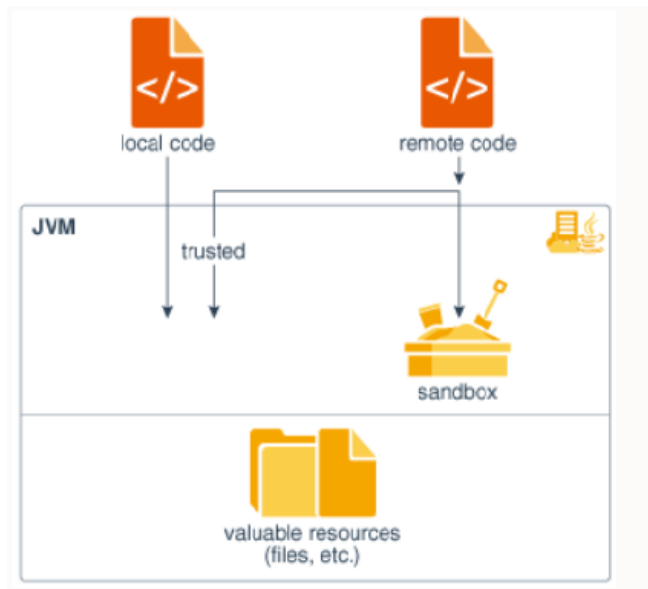 </>
</>
local code
remote code
JVM
trusted
sandbox
valuable resources
(files, etc.)